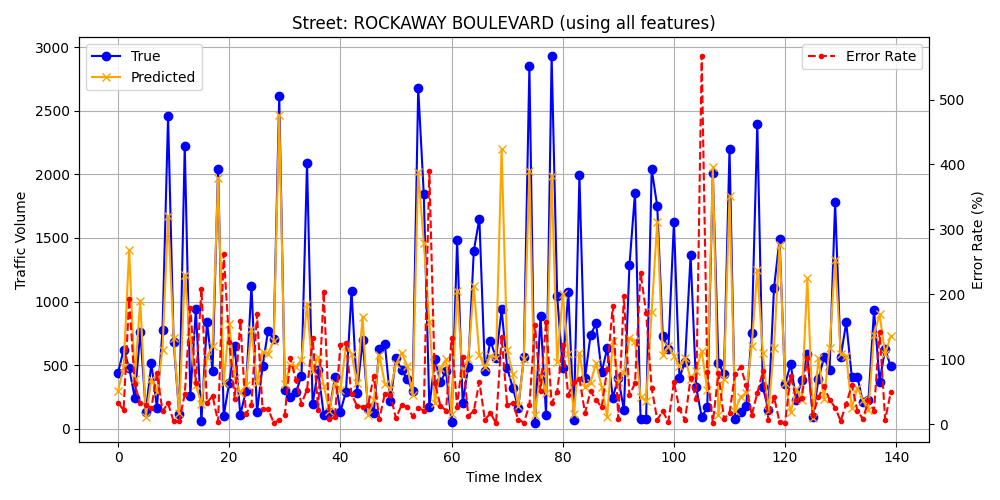 Street: ROCKAWAY BOULEVARD (using all features)
True
Predicted
Error Rate
Traffic Volume
3000
2500
2000
1500
1000
500
0
Error Rate (%)
500
400
300
200
100
0
0 20 40 60 80 100 120 140
Time Index